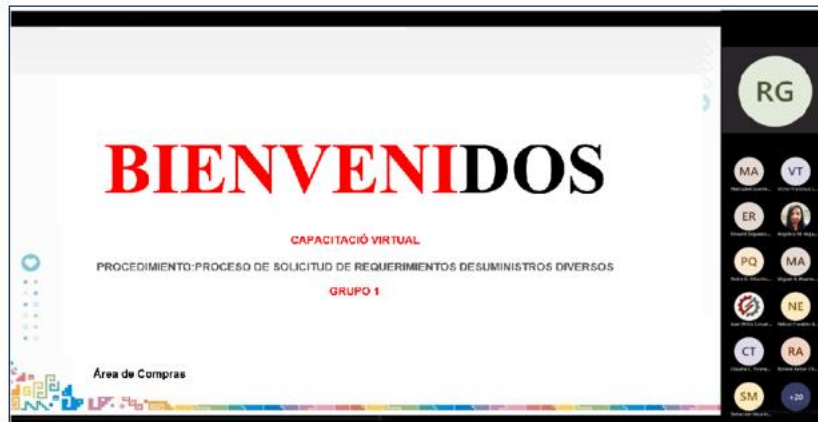 BIENVENIDOS
CAPACITACIÓ VIRTUAL
PROCEDIMIENTO:PROCESO DE SOLICITUD DE REQUERIMIENTOS DESUMINISTROS DIVERSOS
GRUPO 1
Área de Compras
RG
MA VT
ER
PQ MA
NE
CT RA
SM +20